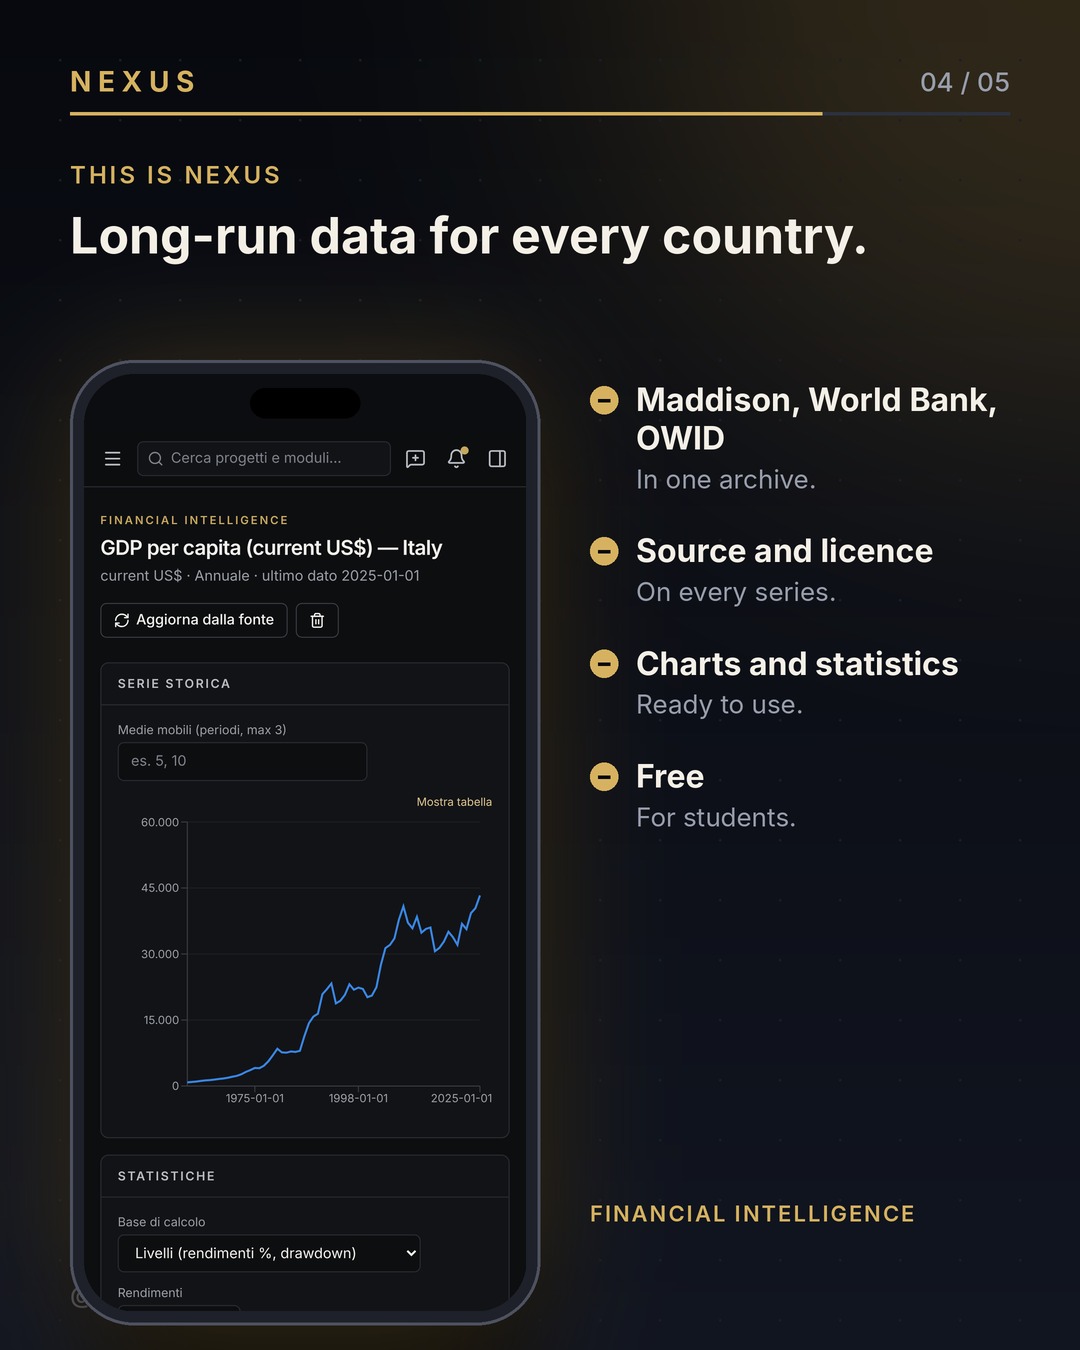 NEXUS
04 / 05
THIS IS NEXUS
Long-run data for every country.
Cerca progetti e moduli...
FINANCIAL INTELLIGENCE
GDP per capita (current US$) — Italy
current US$ · Annuale · ultimo dato 2025-01-01
Aggiorna dalla fonte
SERIE STORICA
Medie mobili (periodi, max 3)
es. 5, 10
Mostra tabella
60.000
45.000
30.000
15.000
0
1975-01-01
1998-01-01
2025-01-01
STATISTICHE
Base di calcolo
Livelli (rendimenti %, drawdown)
Rendimenti
Maddison, World Bank,
OWID
In one archive.
Source and licence
On every series.
Charts and statistics
Ready to use.
Free
For students.
FINANCIAL INTELLIGENCE